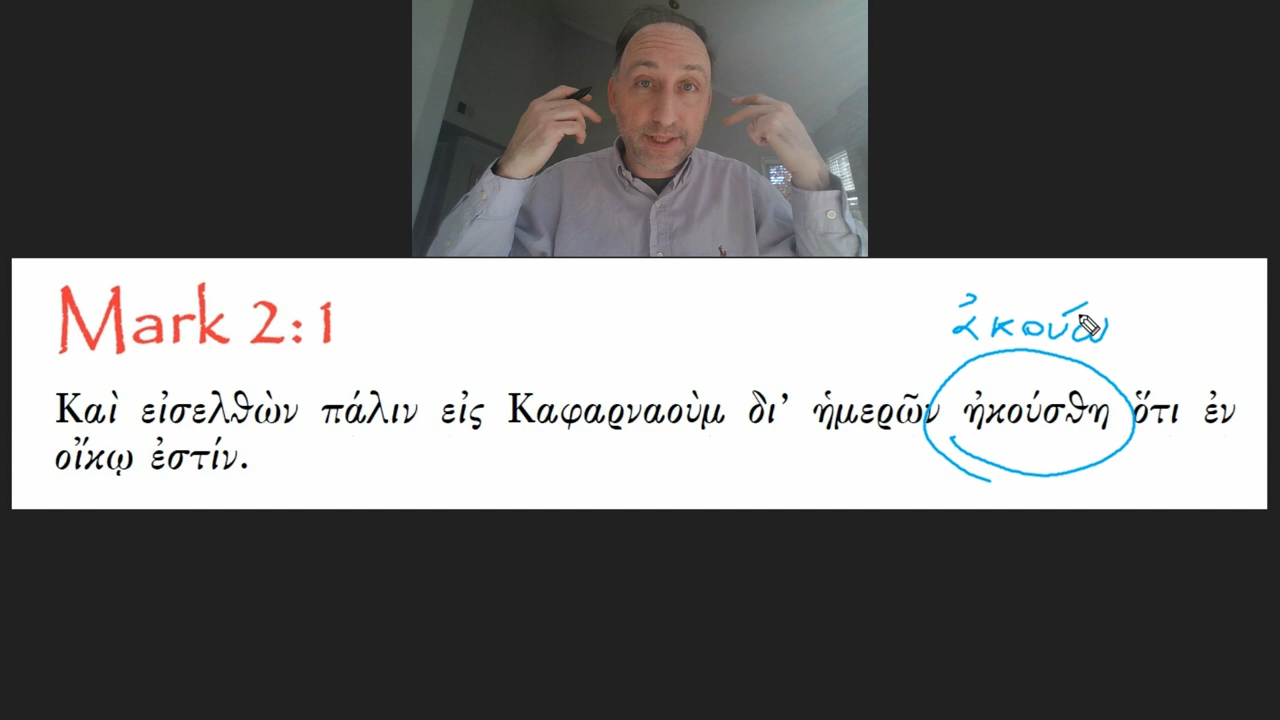 Mark 2:1
ἀκούω
Καὶ εἰσελθὼν πάλιν εἰς Καφαρναοὺμ δι’ ἡμερῶν ἠκούσθη ὅτι ἐν
οἴκῳ ἐστίν.